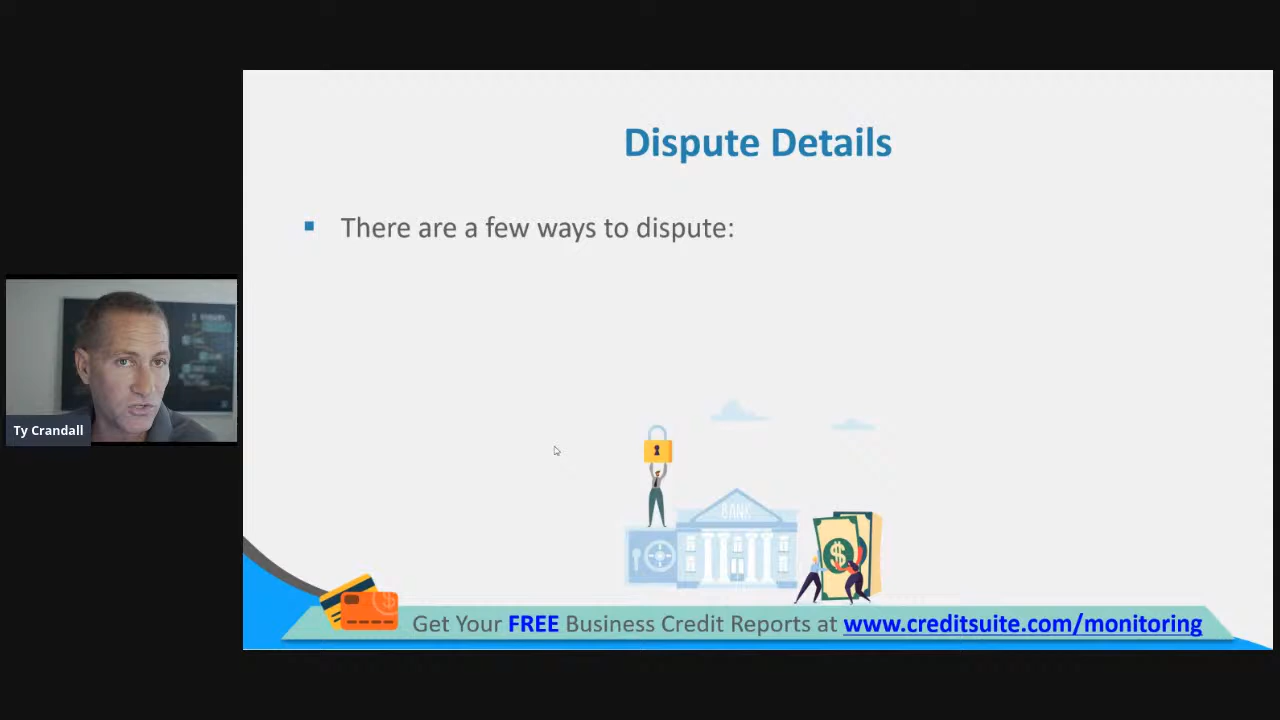 Dispute Details
There are a few ways to dispute:
Ty Crandall
BANK
Get Your FREE Business Credit Reports at www.creditsuite.com/monitoring